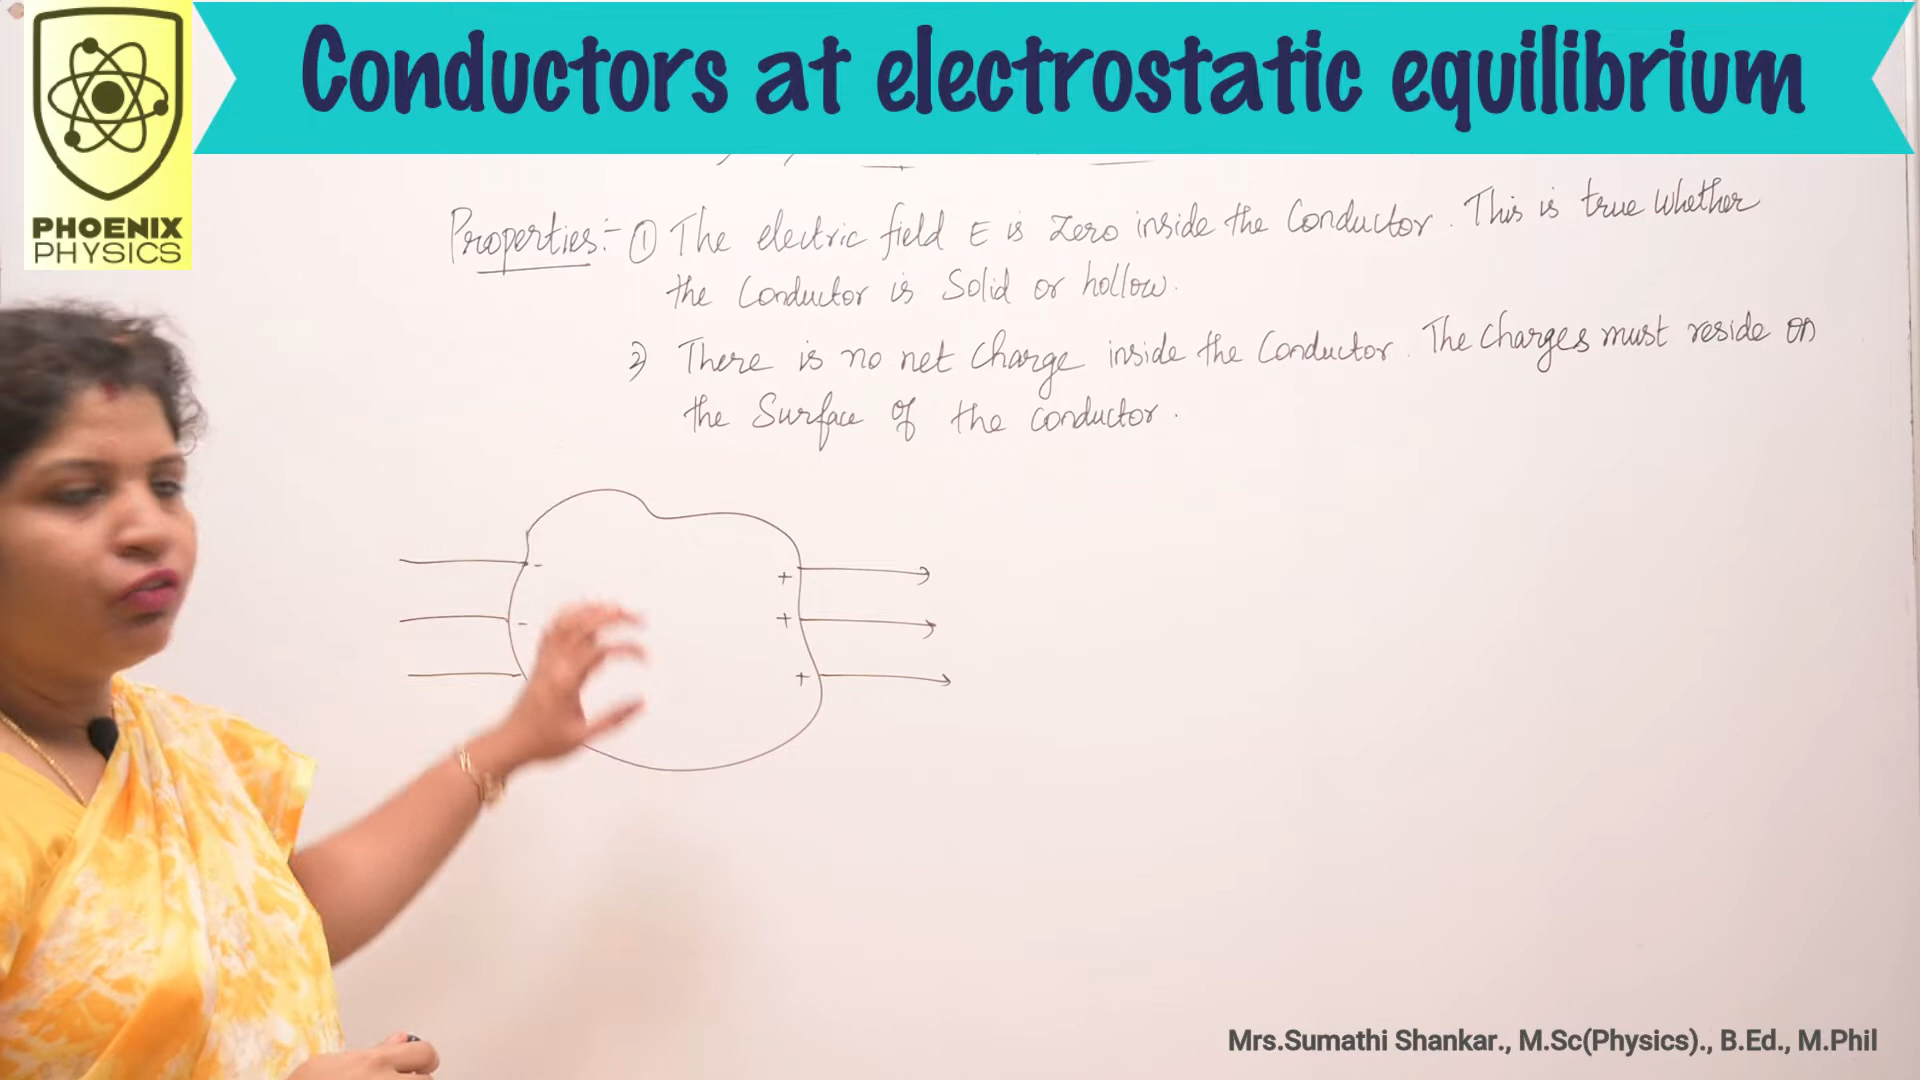 Conductors at electrostatic equilibrium
PHOENIX
PHYSICS
Properties:- ① The electric field E is Zero inside the Conductor. This is true whether
the Conductor is Solid or hollow.
2) There is no net charge inside the Conductor. The charges must reside on
the Surface of the conductor.
-
+
-
+
+
Mrs.Sumathi Shankar., M.Sc(Physics)., B.Ed., M.Phil